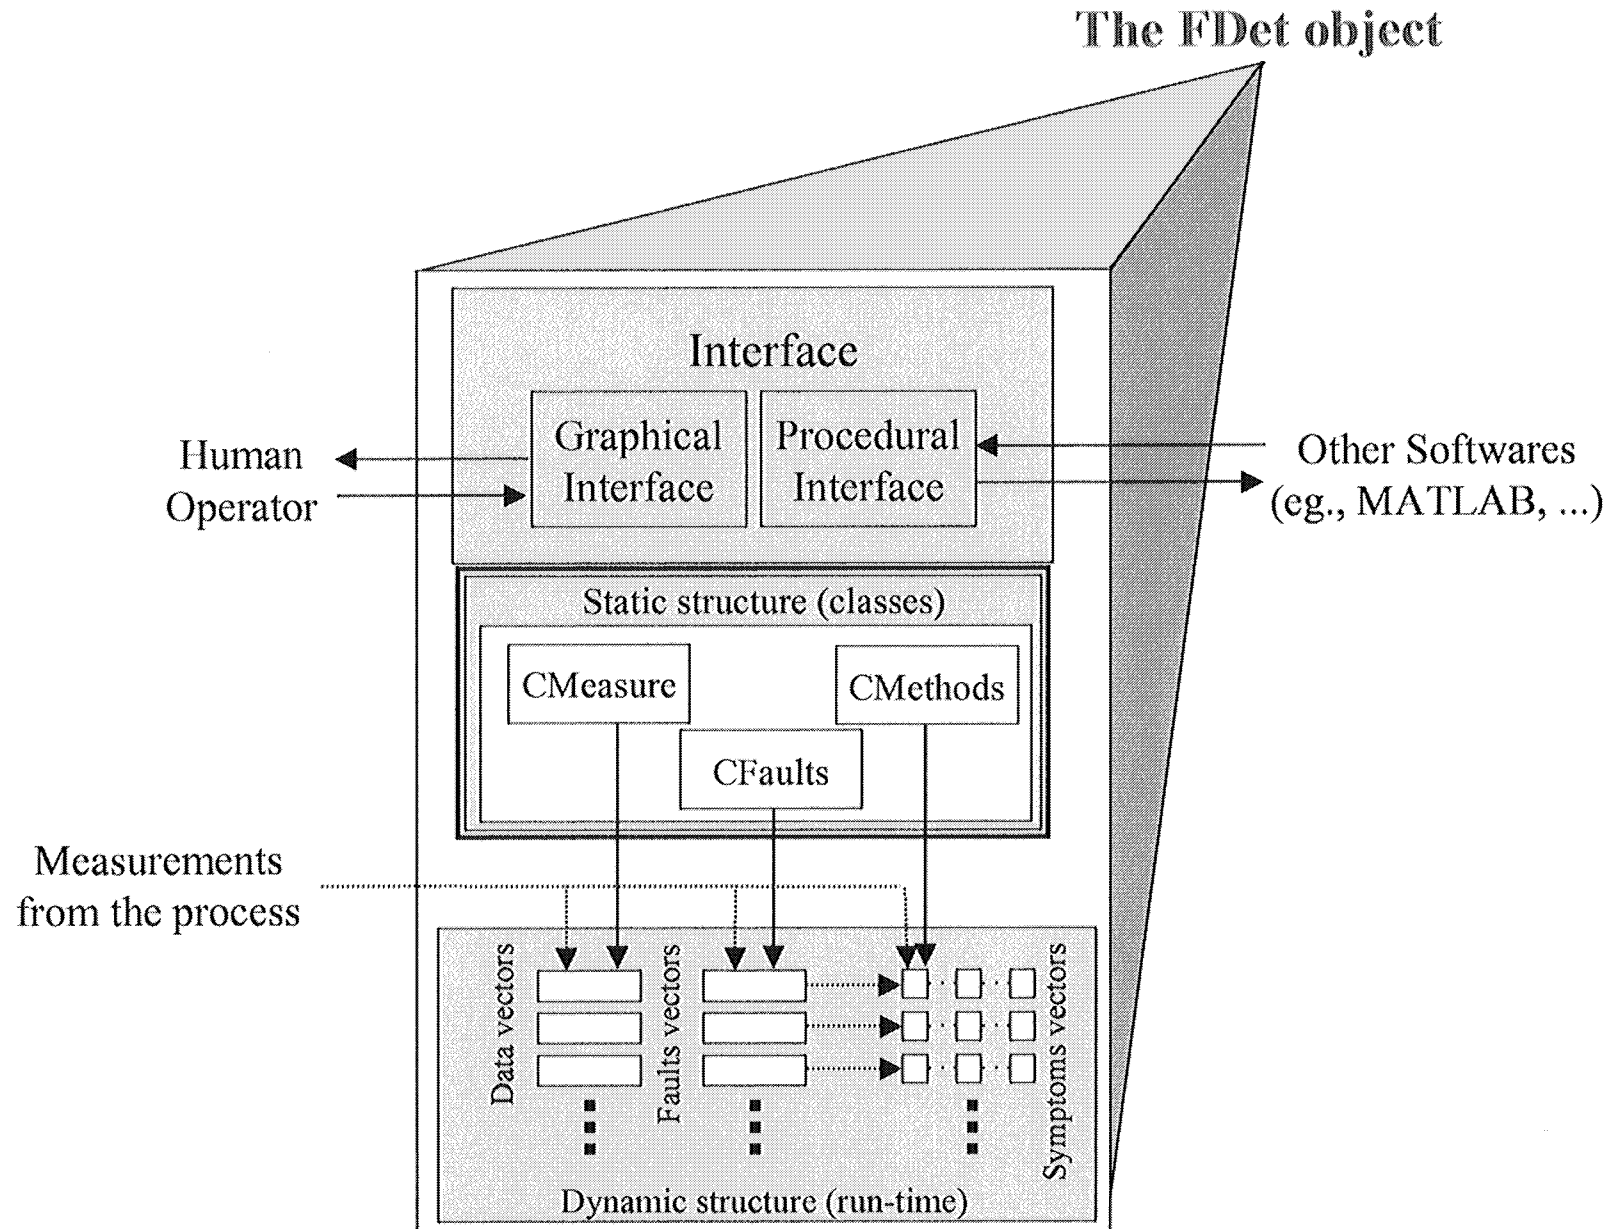 The FDet object
Interface
Graphical
Interface
Procedural
Interface
Human
Operator
Other Softwares
(eg., MATLAB, ...)
Static structure (classes)
CMeasure
CMethods
CFaults
Measurements
from the process
Data vectors
Faults vectors
Symptoms vectors
Dynamic structure (run-time)